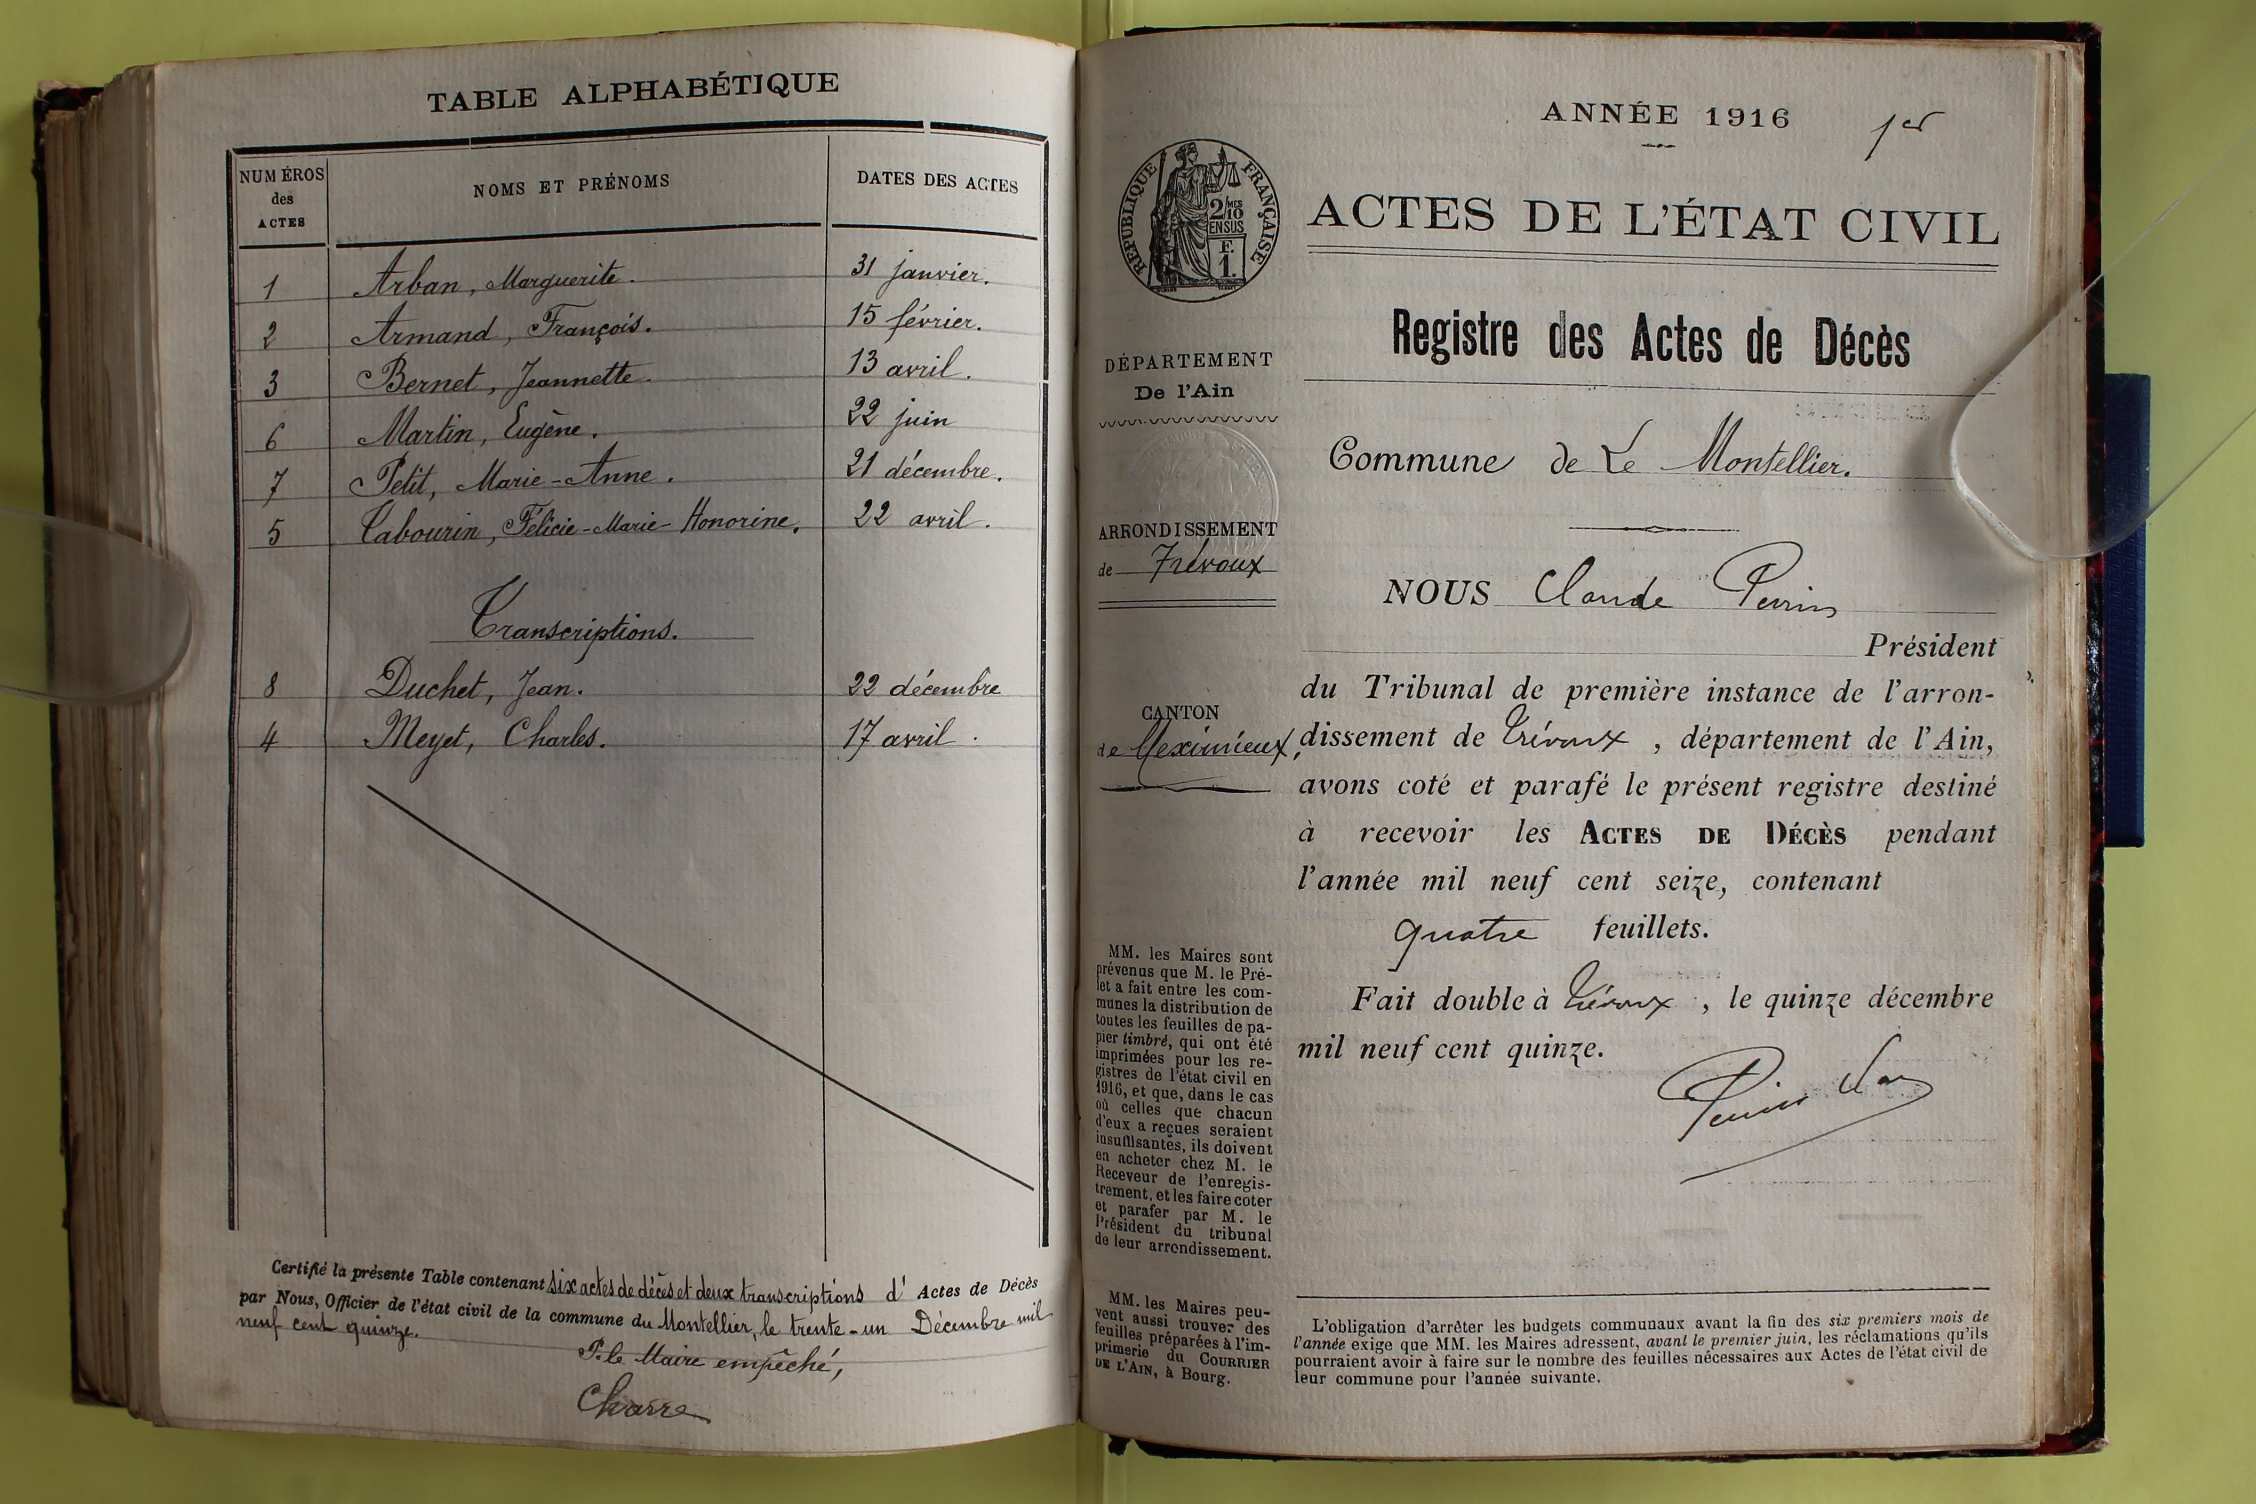 TABLE ALPHABÉTIQUE
NUMÉROS des ACTES NOMS ET PRÉNOMS DATES DES ACTES
1 Arban, Marguerite. 31 janvier.
2 Armand, François. 15 février.
3 Bernet, Jeannette. 13 avril.
6 Martin, Eugène. 22 juin
7 Petit, Marie-Anne. 21 décembre.
5 Tabourin, Félicie-Marie-Honorine. 22 avril.
Transcriptions.
8 Duchet, Jean. 22 décembre
4 Meyet, Charles. 17 avril.
Certifié la présente Table contenant six actes de décès et deux transcriptions d' Actes de Décès
par Nous, Officier de l'état civil de la commune du Montellier, le trente-un Décembre mil
neuf cent quinze.
P. le Maire empêché,
Charre
ANNÉE 1916 1er
RÉPUBLIQUE FRANÇAISE
2/10 MES
EN SUS
F.
1.
ACTES DE L'ÉTAT CIVIL
Registre des Actes de Décès
DÉPARTEMENT
De l'Ain
Commune de Le Montellier.
ARRONDISSEMENT
de Trévoux
CANTON
de Meximieux,
NOUS Claude Perrin
Président
du Tribunal de première instance de l'arron-
dissement de Trévoux, département de l'Ain,
avons coté et parafé le présent registre destiné
à recevoir les ACTES DE DÉCÈS pendant
l'année mil neuf cent seize, contenant
quatre feuillets.
Fait double à Trévoux, le quinze décembre
mil neuf cent quinze.
Perrin
MM. les Maires sont
prévenus que M. le Pré-
fet a fait entre les com-
munes la distribution de
toutes les feuilles de pa-
pier timbré, qui ont été
imprimées pour les re-
gistres de l'état civil en
1916, et que, dans le cas
où celles que chacun
d'eux a reçues seraient
insuffisantes, ils doivent
en acheter chez M. le
Receveur de l'enregis-
trement, et les faire coter
et parafer par M. le
Président du tribunal
de leur arrondissement.
MM. les Maires peu-
vent aussi trouver des
feuilles préparées à l'im-
primerie du COURRIER
DE L'AIN, à Bourg.
L'obligation d'arrêter les budgets communaux avant la fin des six premiers mois de
l'année exige que MM. les Maires adressent, avant le premier juin, les réclamations qu'ils
pourraient avoir à faire sur le nombre des feuilles nécessaires aux Actes de l'état civil de
leur commune pour l'année suivante.